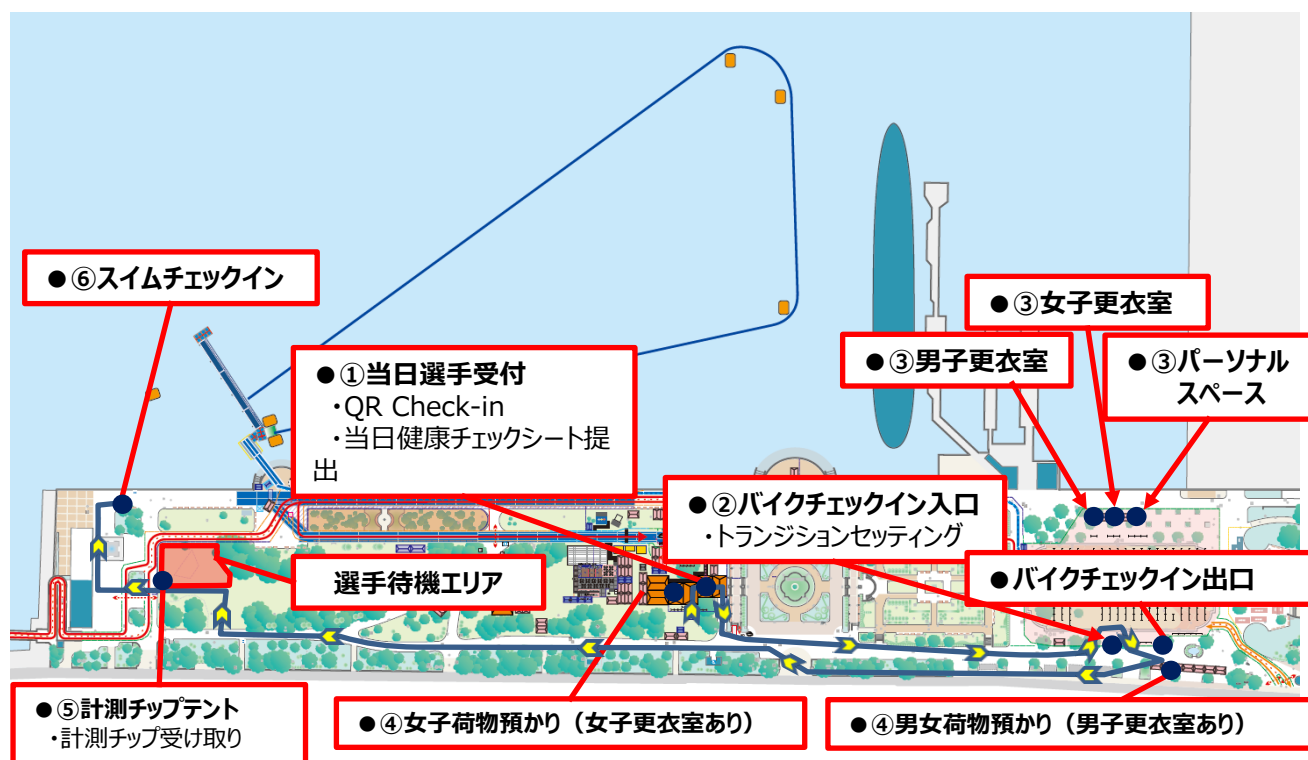 ●⑥スイムチェックイン
●①当日選手受付
・QR Check-in
・当日健康チェックシート提
出
●③女子更衣室
●③男子更衣室
●③パーソナル
スペース
●②バイクチェックイン入口
・トランジションセッティング
●バイクチェックイン出口
選手待機エリア
●⑤計測チップテント
・計測チップ受け取り
●④女子荷物預かり（女子更衣室あり）
●④男女荷物預かり（男子更衣室あり）